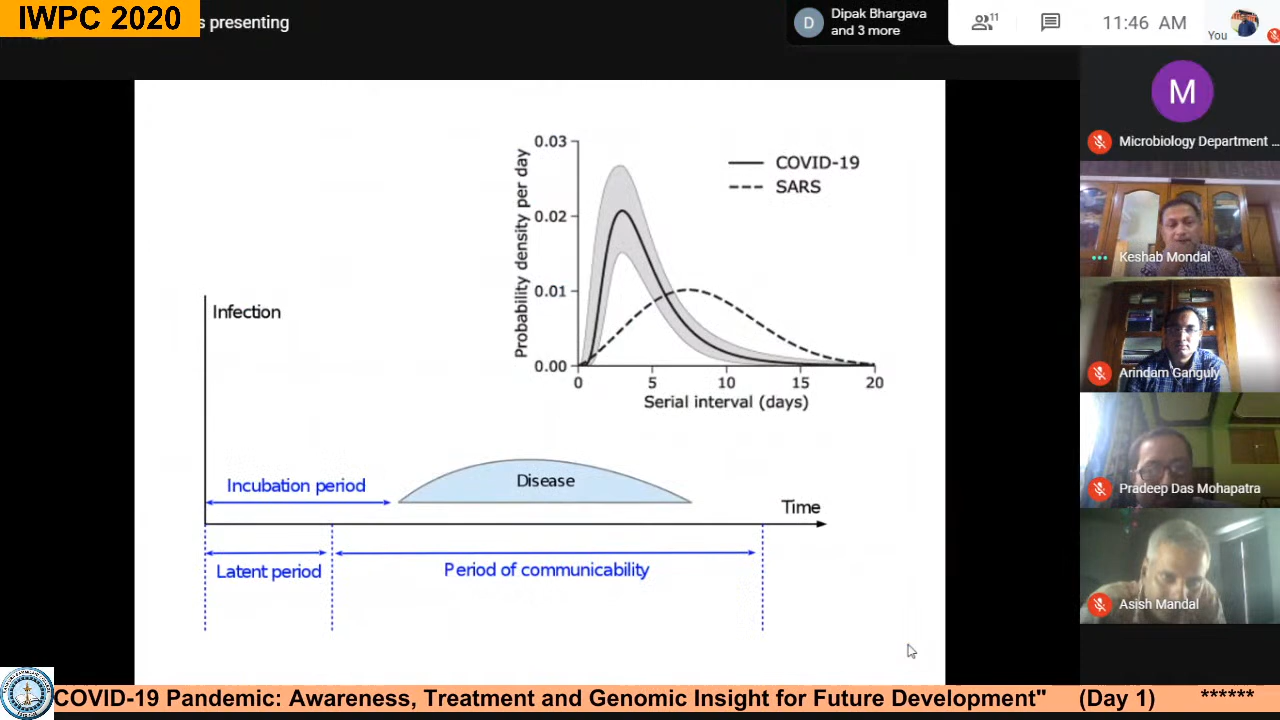 IWPC 2020
s presenting
D
Dipak Bhargava
and 3 more
11
11:46 AM
You
M
Microbiology Department ...
Keshab Mondal
Arindam Ganguly
Pradeep Das Mohapatra
Asish Mandal
Probability density per day
0.03
0.02
0.01
0.00
COVID-19
SARS
0 5 10 15 20
Serial interval (days)
Infection
Incubation period
Disease
Time
Latent period
Period of communicability
COVID-19 Pandemic: Awareness, Treatment and Genomic Insight for Future Development" (Day 1) ******